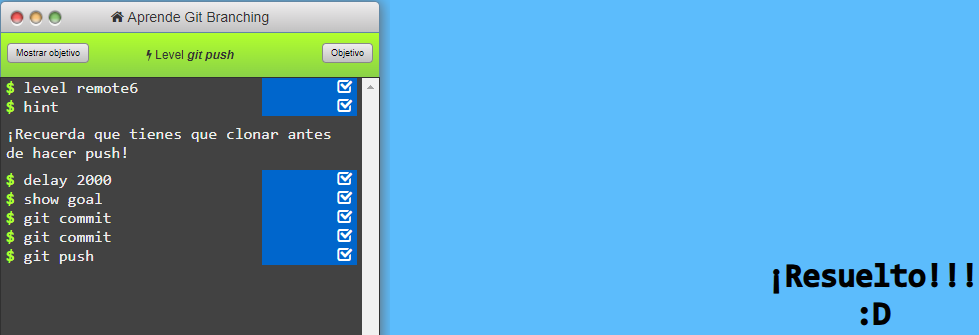 Aprende Git Branching
Mostrar objetivo
Level git push
Objetivo
$ level remote6
$ hint
¡Recuerda que tienes que clonar antes
de hacer push!
$ delay 2000
$ show goal
$ git commit
$ git commit
$ git push
¡Resuelto!!!
:D